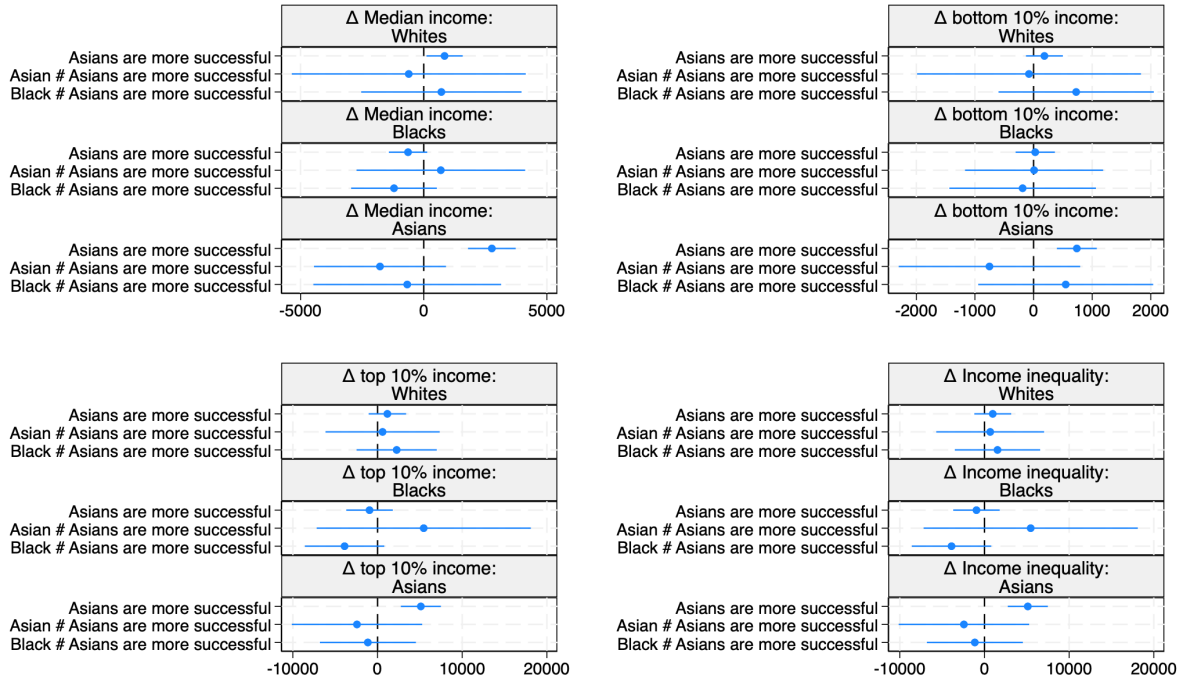 Δ Median income:
Whites
Asians are more successful
Asian # Asians are more successful
Black # Asians are more successful
Δ Median income:
Blacks
Asians are more successful
Asian # Asians are more successful
Black # Asians are more successful
Δ Median income:
Asians
Asians are more successful
Asian # Asians are more successful
Black # Asians are more successful
-5000 0 5000
Δ bottom 10% income:
Whites
Asians are more successful
Asian # Asians are more successful
Black # Asians are more successful
Δ bottom 10% income:
Blacks
Asians are more successful
Asian # Asians are more successful
Black # Asians are more successful
Δ bottom 10% income:
Asians
Asians are more successful
Asian # Asians are more successful
Black # Asians are more successful
-2000 -1000 0 1000 2000
Δ top 10% income:
Whites
Asians are more successful
Asian # Asians are more successful
Black # Asians are more successful
Δ top 10% income:
Blacks
Asians are more successful
Asian # Asians are more successful
Black # Asians are more successful
Δ top 10% income:
Asians
Asians are more successful
Asian # Asians are more successful
Black # Asians are more successful
-10000 0 10000 20000
Δ Income inequality:
Whites
Asians are more successful
Asian # Asians are more successful
Black # Asians are more successful
Δ Income inequality:
Blacks
Asians are more successful
Asian # Asians are more successful
Black # Asians are more successful
Δ Income inequality:
Asians
Asians are more successful
Asian # Asians are more successful
Black # Asians are more successful
-10000 0 10000 20000